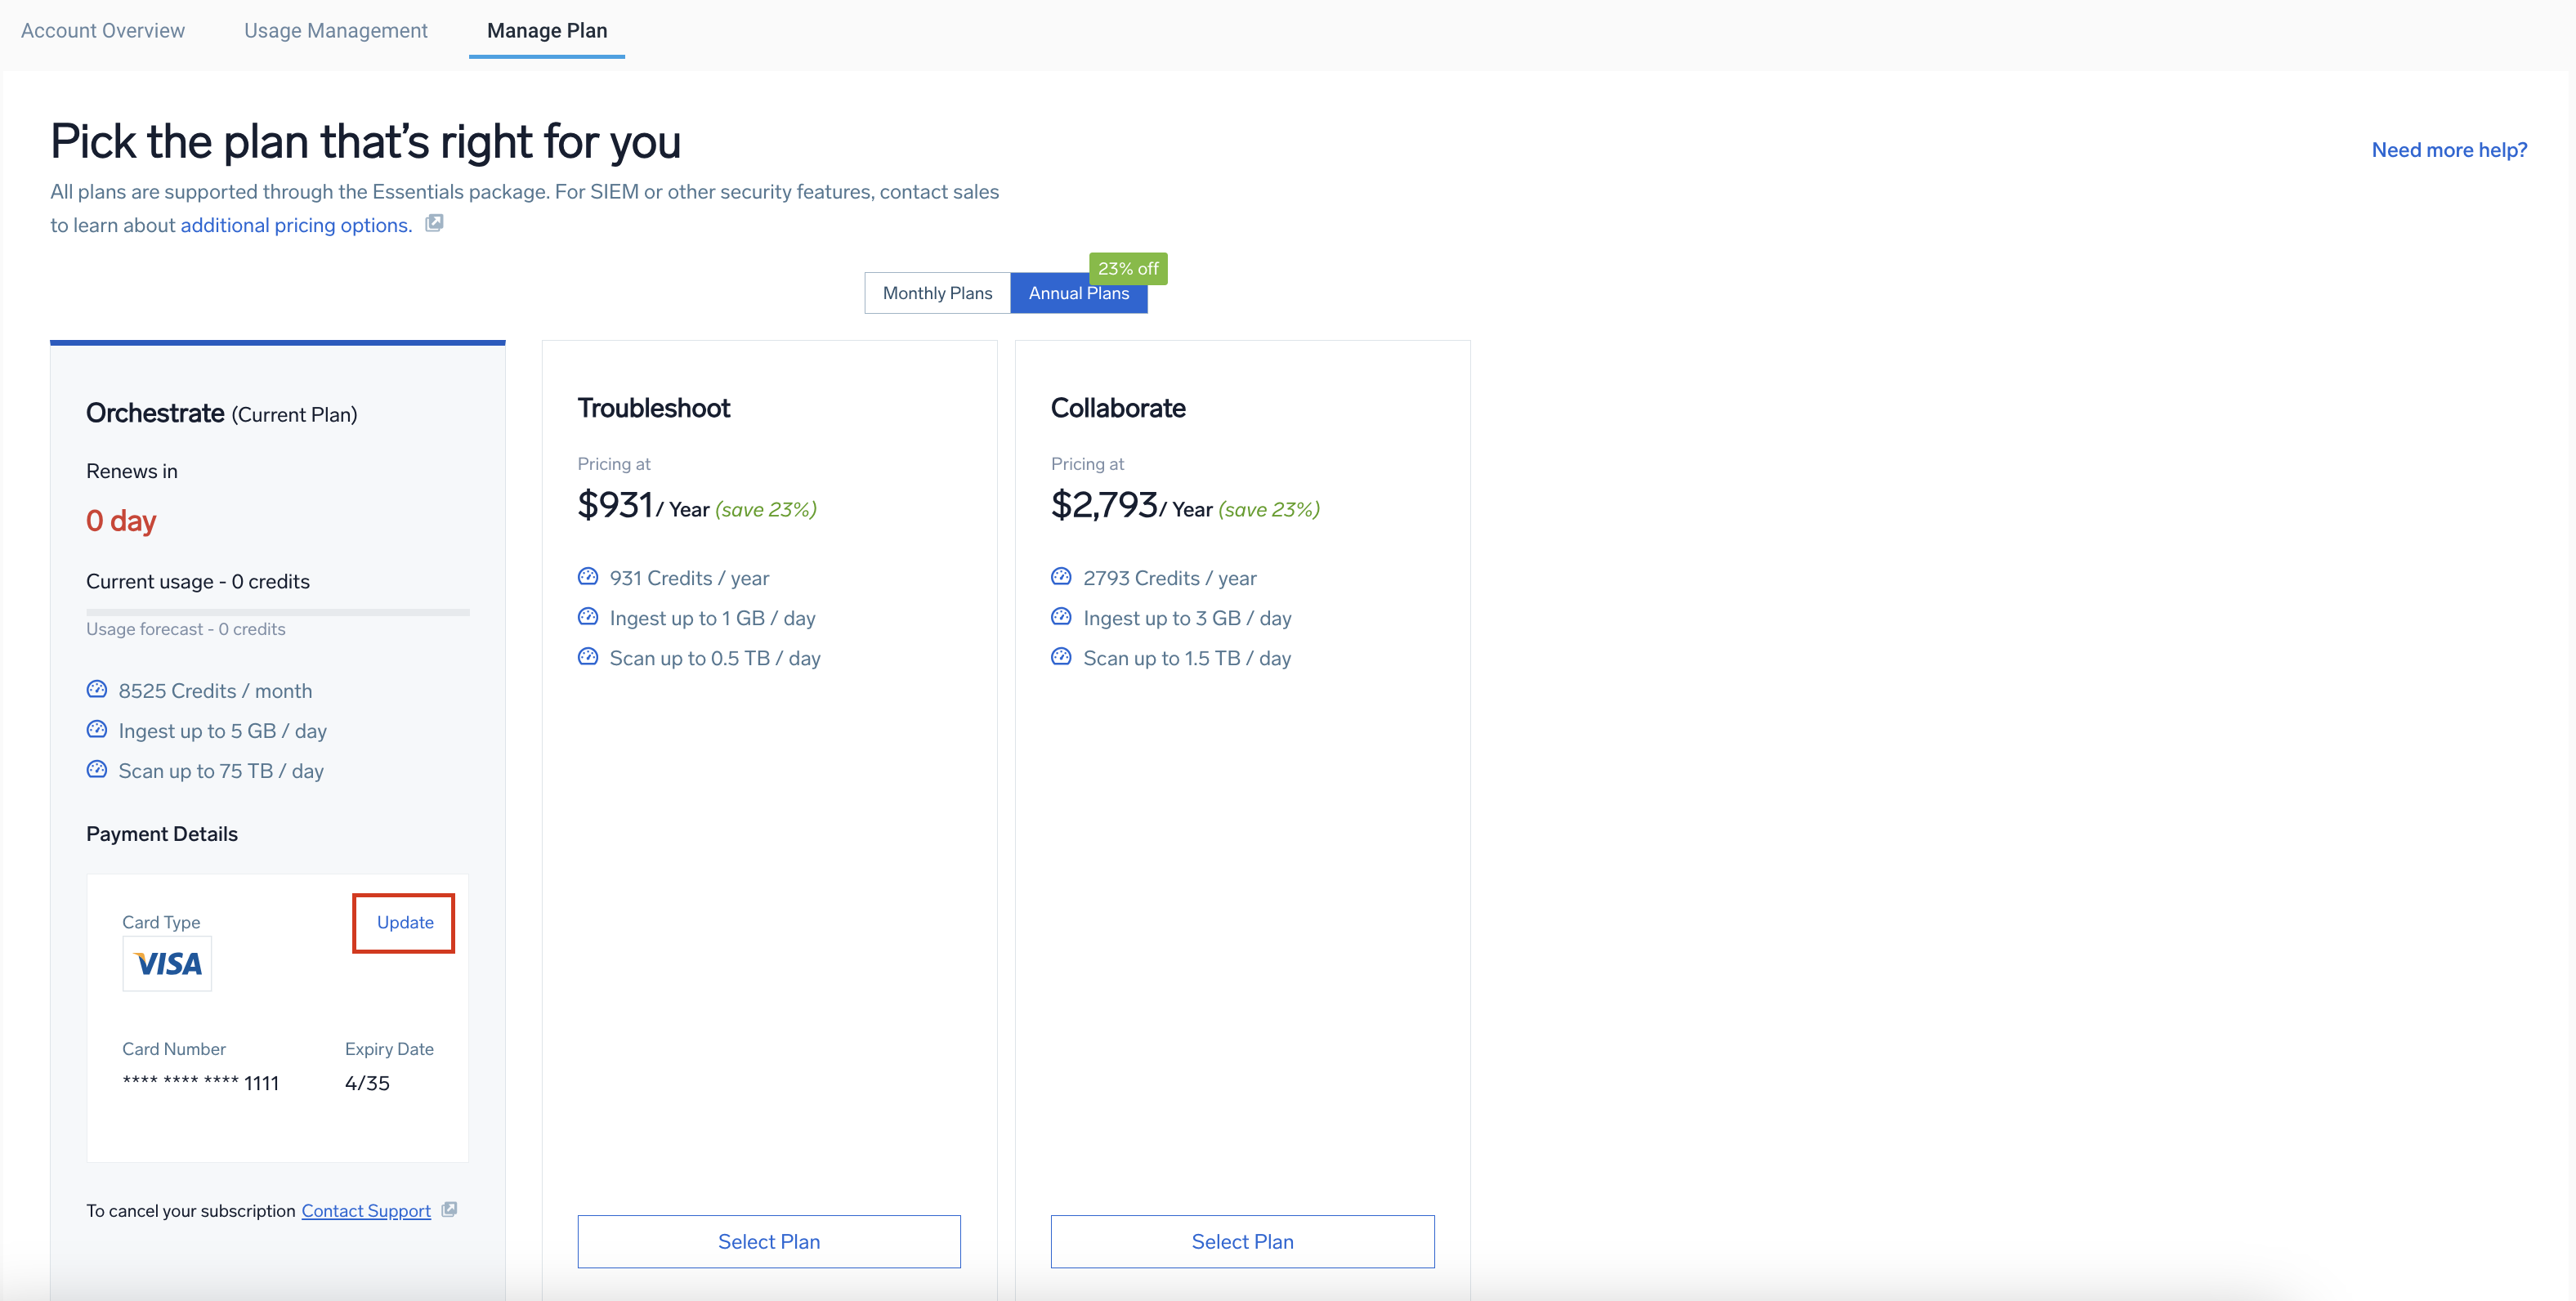 Account Overview
Usage Management
Manage Plan
Pick the plan that's right for you
Need more help?
All plans are supported through the Essentials package. For SIEM or other security features, contact sales
to learn about additional pricing options.
23% off
Monthly Plans
Annual Plans
Orchestrate (Current Plan)
Renews in
0 day
Current usage - 0 credits
Usage forecast - 0 credits
8525 Credits / month
Ingest up to 5 GB / day
Scan up to 75 TB / day
Payment Details
Card Type
Update
VISA
Card Number
Expiry Date
**** **** **** 1111
4/35
To cancel your subscription Contact Support
Troubleshoot
Pricing at
$931/ Year (save 23%)
931 Credits / year
Ingest up to 1 GB / day
Scan up to 0.5 TB / day
Select Plan
Collaborate
Pricing at
$2,793/ Year (save 23%)
2793 Credits / year
Ingest up to 3 GB / day
Scan up to 1.5 TB / day
Select Plan